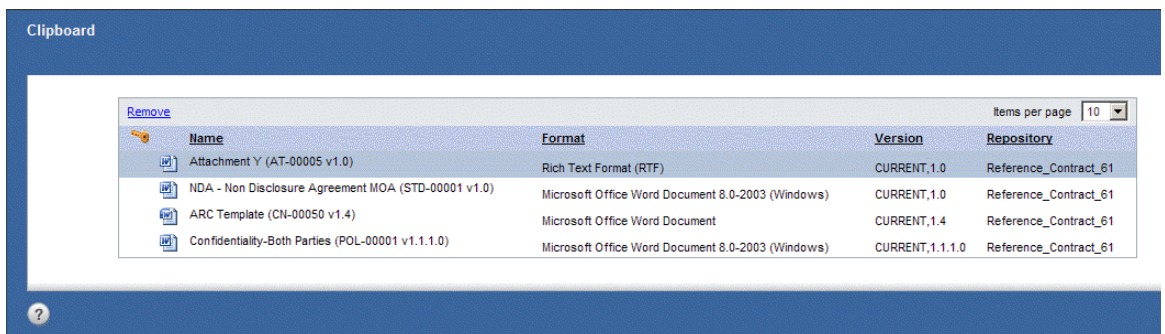 Clipboard
Remove Items per page 10
Name Format Version Repository
Attachment Y (AT-00005 v1.0) Rich Text Format (RTF) CURRENT,1.0 Reference_Contract_61
NDA - Non Disclosure Agreement MOA (STD-00001 v1.0) Microsoft Office Word Document 8.0-2003 (Windows) CURRENT,1.0 Reference_Contract_61
ARC Template (CN-00050 v1.4) Microsoft Office Word Document CURRENT,1.4 Reference_Contract_61
Confidentiality-Both Parties (POL-00001 v1.1.1.0) Microsoft Office Word Document 8.0-2003 (Windows) CURRENT,1.1.1.0 Reference_Contract_61
?